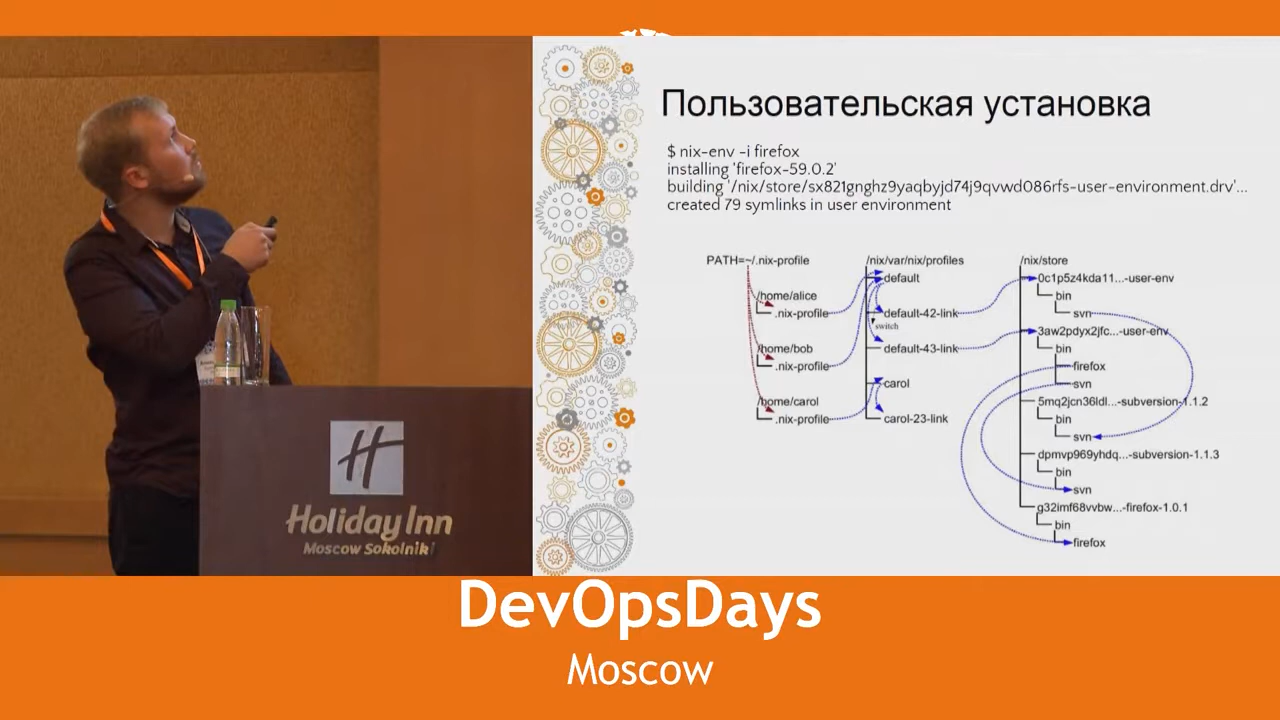 Пользовательская установка
$ nix-env -i firefox
installing 'firefox-59.0.2'
building '/nix/store/sx821gnghz9yaqbyjd74j9qvwd086rfs-user-environment.drv'...
created 79 symlinks in user environment
PATH=~/.nix-profile
/home/alice
.nix-profile
/home/bob
.nix-profile
/home/carol
.nix-profile
/nix/var/nix/profiles
default
default-42-link
switch
default-43-link
carol
carol-23-link
/nix/store
0c1p5z4kda11...-user-env
bin
svn
3aw2pdyx2jfc...-user-env
bin
firefox
svn
5mq2jcn36ldl...-subversion-1.1.2
bin
svn
dpmvp969yhdq...-subversion-1.1.3
bin
svn
g32imf68vvbw...-firefox-1.0.1
bin
firefox
H
Holiday Inn
Moscow Sokolniki
DevOpsDays
Moscow